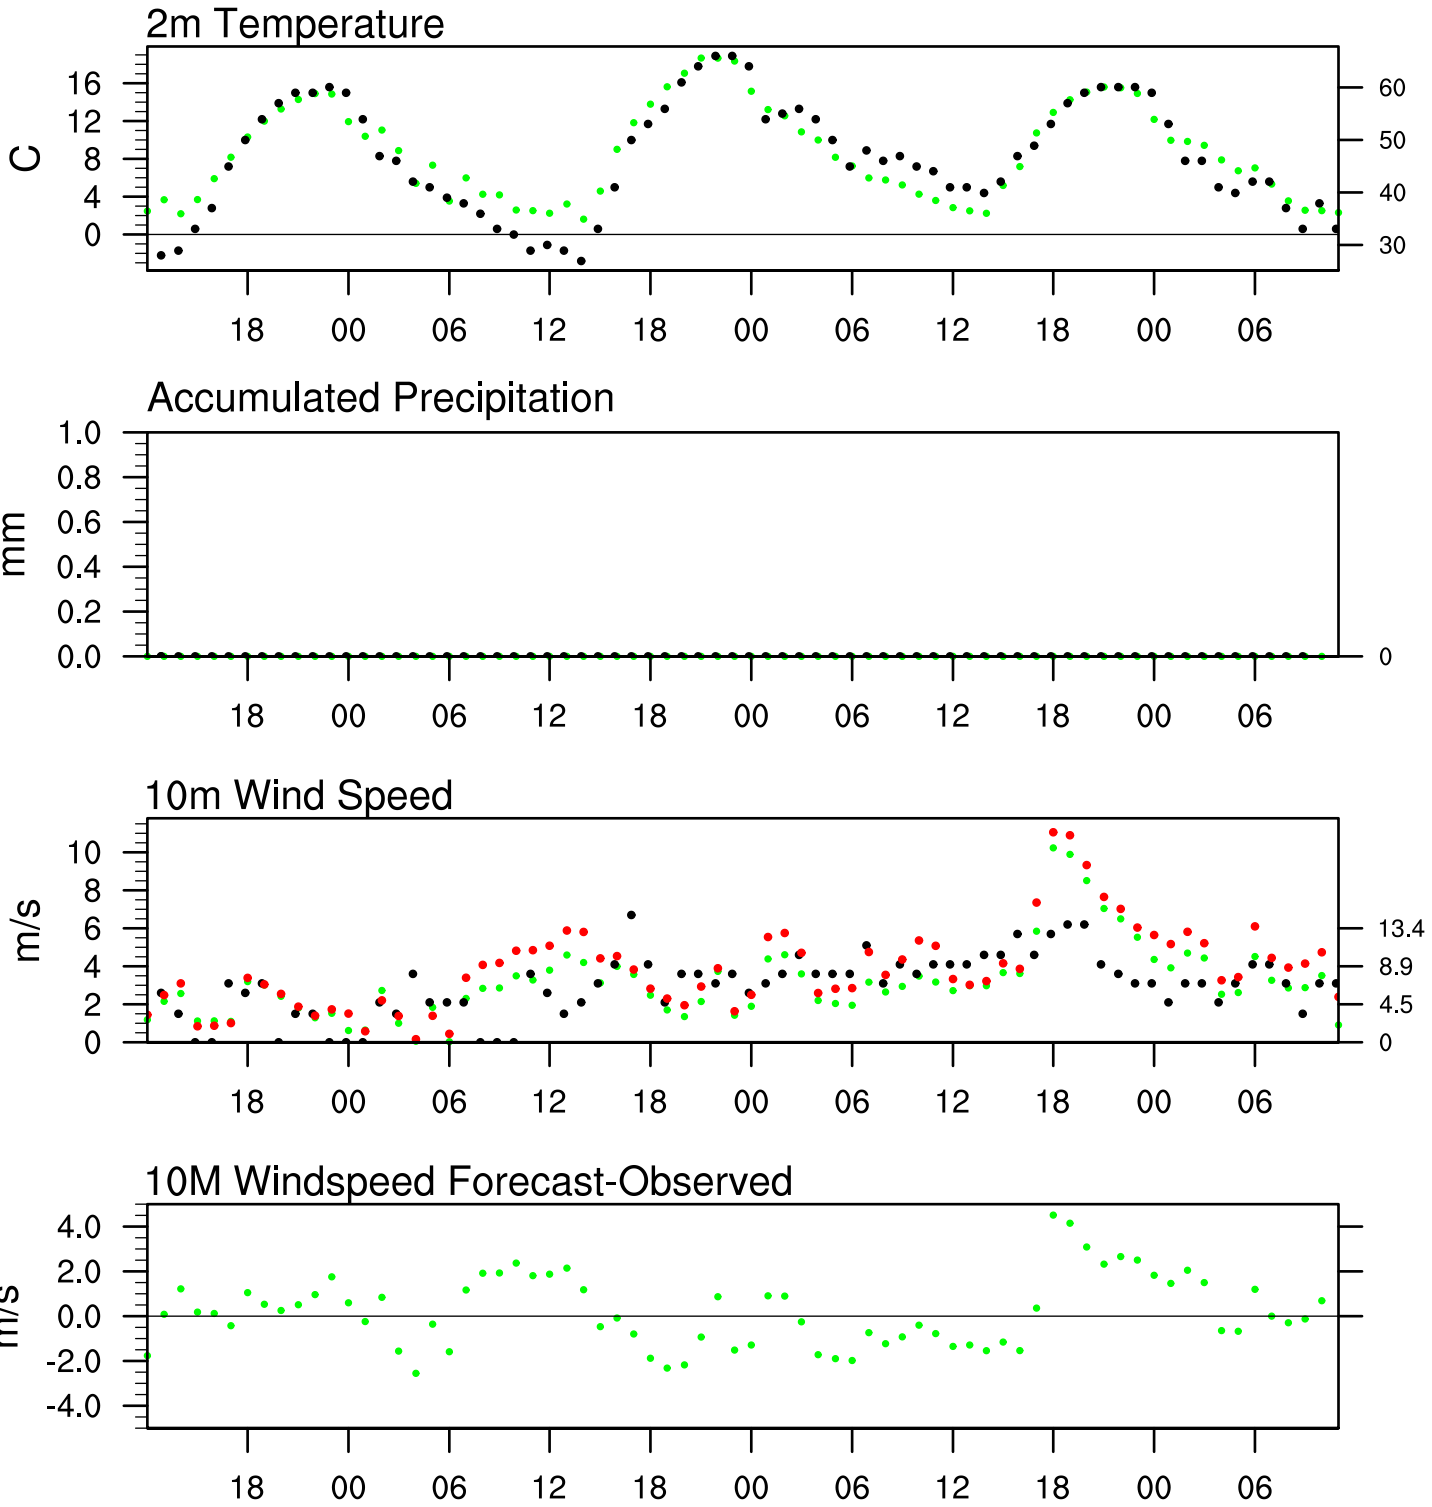 2m Temperature
C
16
12
8
4
0
60
50
40
30
18 00 06 12 18 00 06 12 18 00 06
Accumulated Precipitation
mm
1.0
0.8
0.6
0.4
0.2
0.0
0
18 00 06 12 18 00 06 12 18 00 06
10m Wind Speed
m/s
10
8
6
4
2
0
13.4
8.9
4.5
0
18 00 06 12 18 00 06 12 18 00 06
10M Windspeed Forecast-Observed
m/s
4.0
2.0
0.0
-2.0
-4.0
18 00 06 12 18 00 06 12 18 00 06